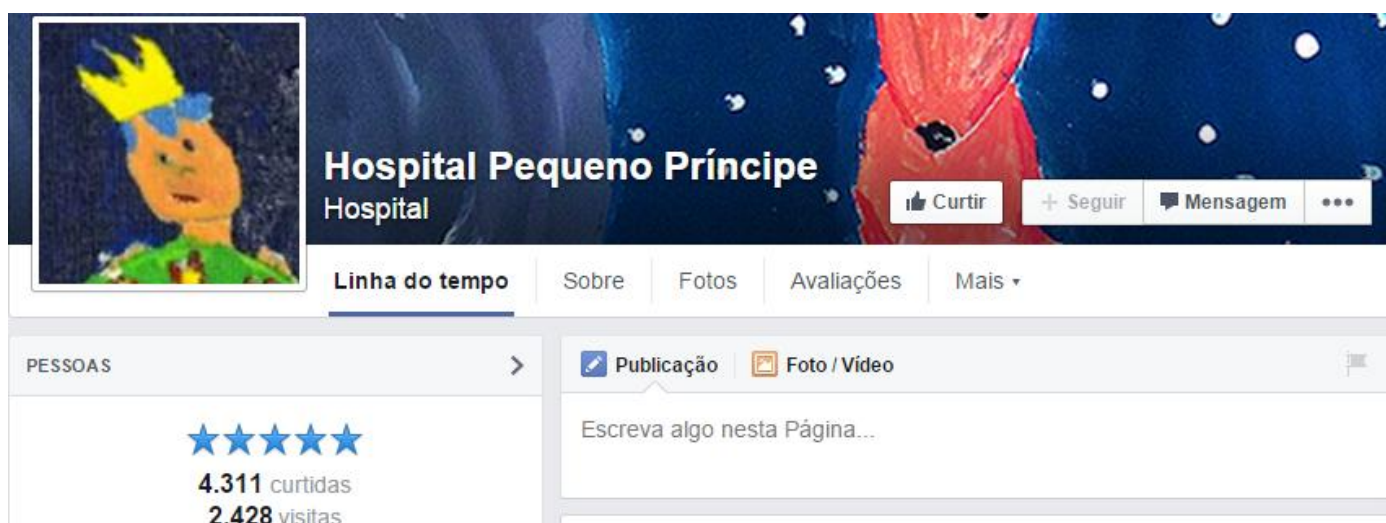 Hospital Pequeno Príncipe
Hospital
Curtir
+ Seguir
Mensagem
Linha do tempo
Sobre
Fotos
Avaliações
Mais
PESSOAS
Publicação
Foto / Vídeo
Escreva algo nesta Página...
4.311 curtidas
2.428 visitas